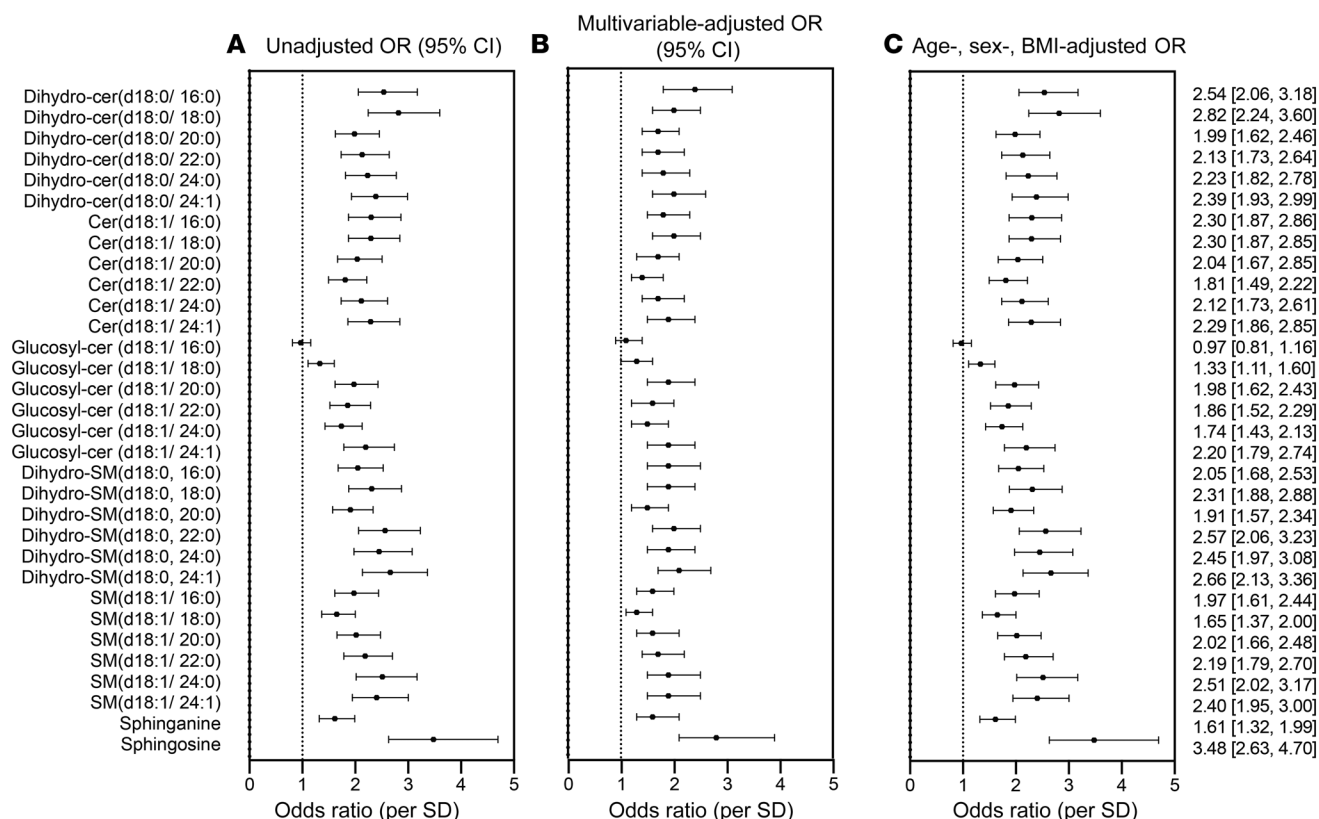 A Unadjusted OR (95% CI)
B Multivariable-adjusted OR
(95% CI)
C Age-, sex-, BMI-adjusted OR
Dihydro-cer(d18:0/ 16:0) 2.54 [2.06, 3.18]
Dihydro-cer(d18:0/ 18:0) 2.82 [2.24, 3.60]
Dihydro-cer(d18:0/ 20:0) 1.99 [1.62, 2.46]
Dihydro-cer(d18:0/ 22:0) 2.13 [1.73, 2.64]
Dihydro-cer(d18:0/ 24:0) 2.23 [1.82, 2.78]
Dihydro-cer(d18:0/ 24:1) 2.39 [1.93, 2.99]
Cer(d18:1/ 16:0) 2.30 [1.87, 2.86]
Cer(d18:1/ 18:0) 2.30 [1.87, 2.85]
Cer(d18:1/ 20:0) 2.04 [1.67, 2.85]
Cer(d18:1/ 22:0) 1.81 [1.49, 2.22]
Cer(d18:1/ 24:0) 2.12 [1.73, 2.61]
Cer(d18:1/ 24:1) 2.29 [1.86, 2.85]
Glucosyl-cer (d18:1/ 16:0) 0.97 [0.81, 1.16]
Glucosyl-cer (d18:1/ 18:0) 1.33 [1.11, 1.60]
Glucosyl-cer (d18:1/ 20:0) 1.98 [1.62, 2.43]
Glucosyl-cer (d18:1/ 22:0) 1.86 [1.52, 2.29]
Glucosyl-cer (d18:1/ 24:0) 1.74 [1.43, 2.13]
Glucosyl-cer (d18:1/ 24:1) 2.20 [1.79, 2.74]
Dihydro-SM(d18:0, 16:0) 2.05 [1.68, 2.53]
Dihydro-SM(d18:0, 18:0) 2.31 [1.88, 2.88]
Dihydro-SM(d18:0, 20:0) 1.91 [1.57, 2.34]
Dihydro-SM(d18:0, 22:0) 2.57 [2.06, 3.23]
Dihydro-SM(d18:0, 24:0) 2.45 [1.97, 3.08]
Dihydro-SM(d18:0, 24:1) 2.66 [2.13, 3.36]
SM(d18:1/ 16:0) 1.97 [1.61, 2.44]
SM(d18:1/ 18:0) 1.65 [1.37, 2.00]
SM(d18:1/ 20:0) 2.02 [1.66, 2.48]
SM(d18:1/ 22:0) 2.19 [1.79, 2.70]
SM(d18:1/ 24:0) 2.51 [2.02, 3.17]
SM(d18:1/ 24:1) 2.40 [1.95, 3.00]
Sphinganine 1.61 [1.32, 1.99]
Sphingosine 3.48 [2.63, 4.70]
0 1 2 3 4 5
Odds ratio (per SD)
0 1 2 3 4 5
Odds ratio (per SD)
0 1 2 3 4 5
Odds ratio (per SD)